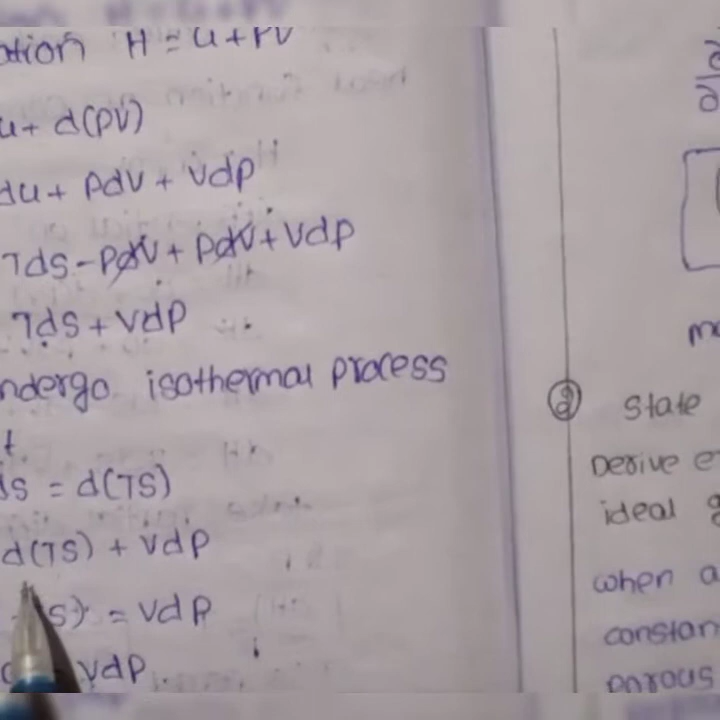 ation H = U + PV
u + d(PV)
du + PdV + VdP
TdS - PdV + PdV + VdP
TdS + VdP
ndergo isothermal process
t
ds = d(TS)
d(TS) + VdP
S) = VdP
VdP
②
State
Derive e
ideal g
when a
constan
porous